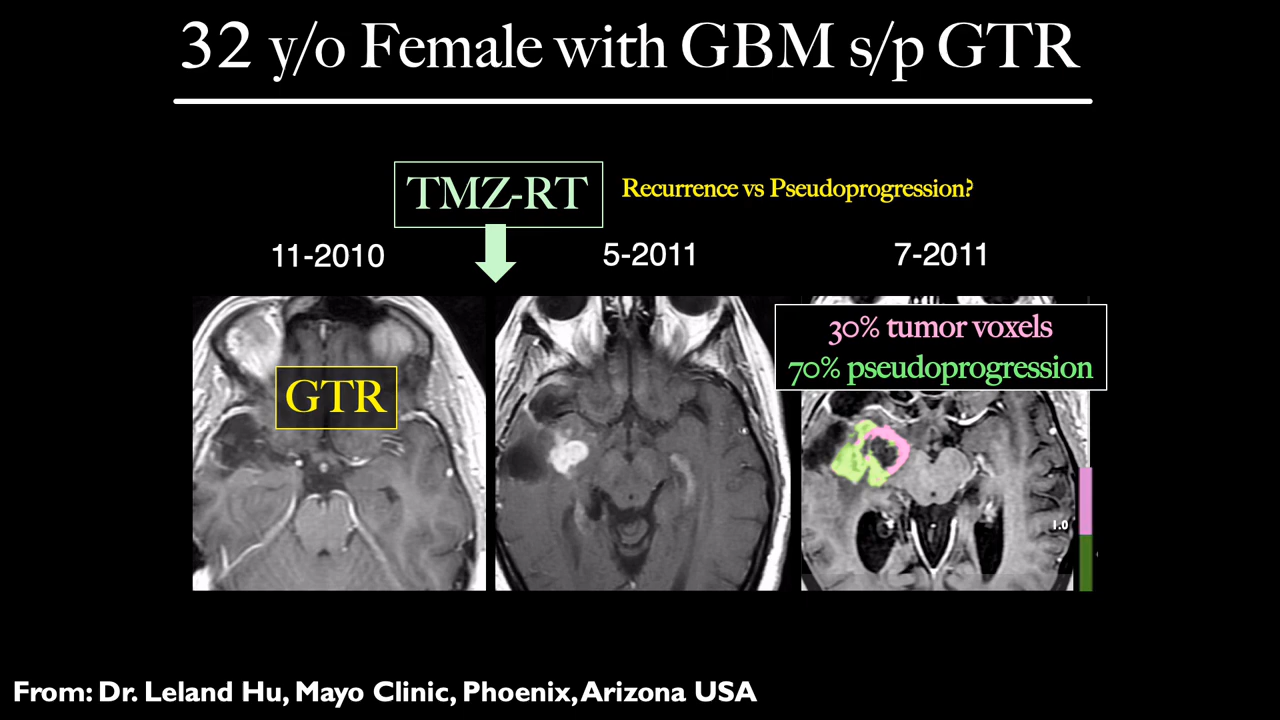 32 y/o Female with GBM s/p GTR
TMZ-RT
Recurrence vs Pseudoprogression?
11-2010
5-2011
7-2011
GTR
30% tumor voxels
70% pseudoprogression
1.0
From: Dr. Leland Hu, Mayo Clinic, Phoenix, Arizona USA